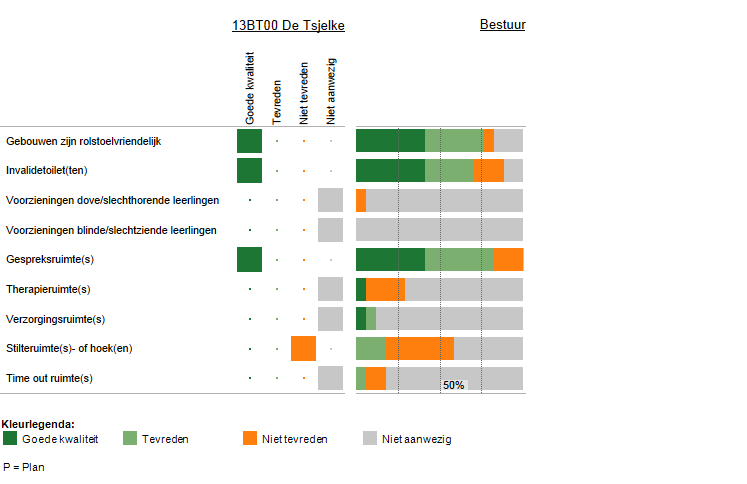 13BT00 De Tsjelke Bestuur
Goede kwaliteit
Tevreden
Niet tevreden
Niet aanwezig
Gebouwen zijn rolstoelvriendelijk
Invalidetoilet(ten)
Voorzieningen dove/slechthorende leerlingen
Voorzieningen blinde/slechtziende leerlingen
Gespreksruimte(s)
Therapieruimte(s)
Verzorgingsruimte(s)
Stilteruimte(s)- of hoek(en)
Time out ruimte(s)
50%
Kleurlegenda:
Goede kwaliteit Tevreden Niet tevreden Niet aanwezig
P = Plan